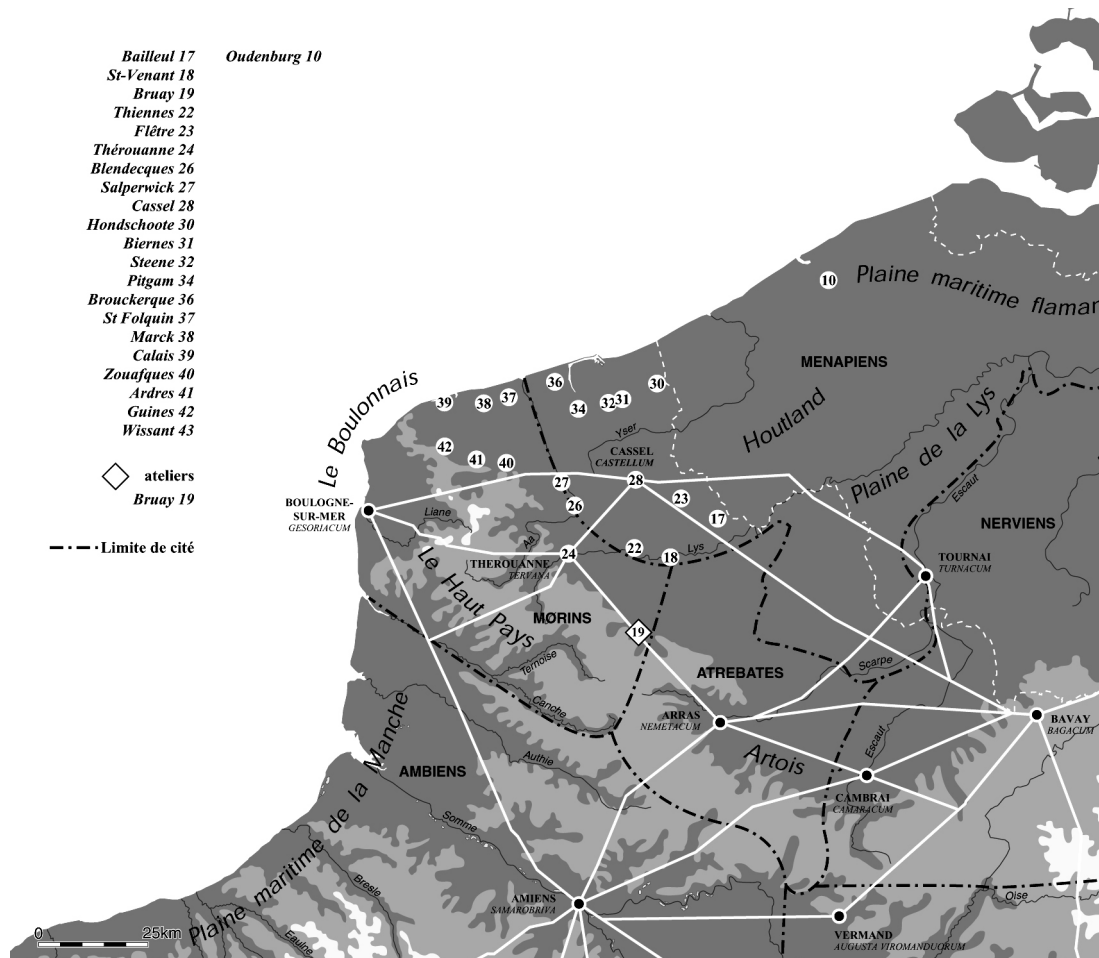 Bailleul 17
St-Venant 18
Bruay 19
Thiennes 22
Flêtre 23
Thérouanne 24
Blendecques 26
Salperwick 27
Cassel 28
Hondschoote 30
Biernes 31
Steene 32
Pitgam 34
Brouckerque 36
St Folquin 37
Marck 38
Calais 39
Zouafques 40
Ardres 41
Guines 42
Wissant 43
Oudenburg 10
ateliers
Bruay 19
Limite de cité
10
Plaine maritime flaman
MENAPIENS
Houtland
Plaine de la Lys
Escaut
NERVIENS
Le Boulonnais
39
38
37
36
34
32
31
30
Yser
42
41
40
CASSEL
CASTELLUM
27
28
26
23
17
BOULOGNE-
SUR-MER
GESORIACUM
Liane
Aa
24
22
18
Lys
THEROUANNE
TERVANA
TOURNAI
TURNACUM
Le Haut Pays
MORINS
19
Ternoise
Canche
ATREBATES
Scarpe
ARRAS
NEMETACUM
BAVAY
BAGACUM
Artois
Escaut
CAMBRAI
CAMARACUM
Plaine maritime de la Manche
AMBIENS
Authie
Somme
Bresle
Eaulne
AMIENS
SAMAROBRIVA
VERMAND
AUGUSTA VIROMANDUORUM
Oise
0 25km